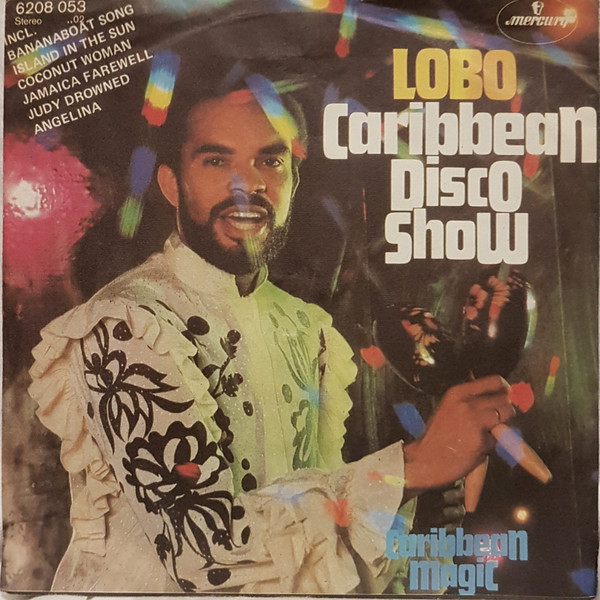 6208 053
Stereo ..02
INCL.
BANANABOAT SONG
ISLAND IN THE SUN
COCONUT WOMAN
JAMAICA FAREWELL
JUDY DROWNED
ANGELINA
mercury
LOBO
Caribbean
Disco
Show
Caribbean
Magic